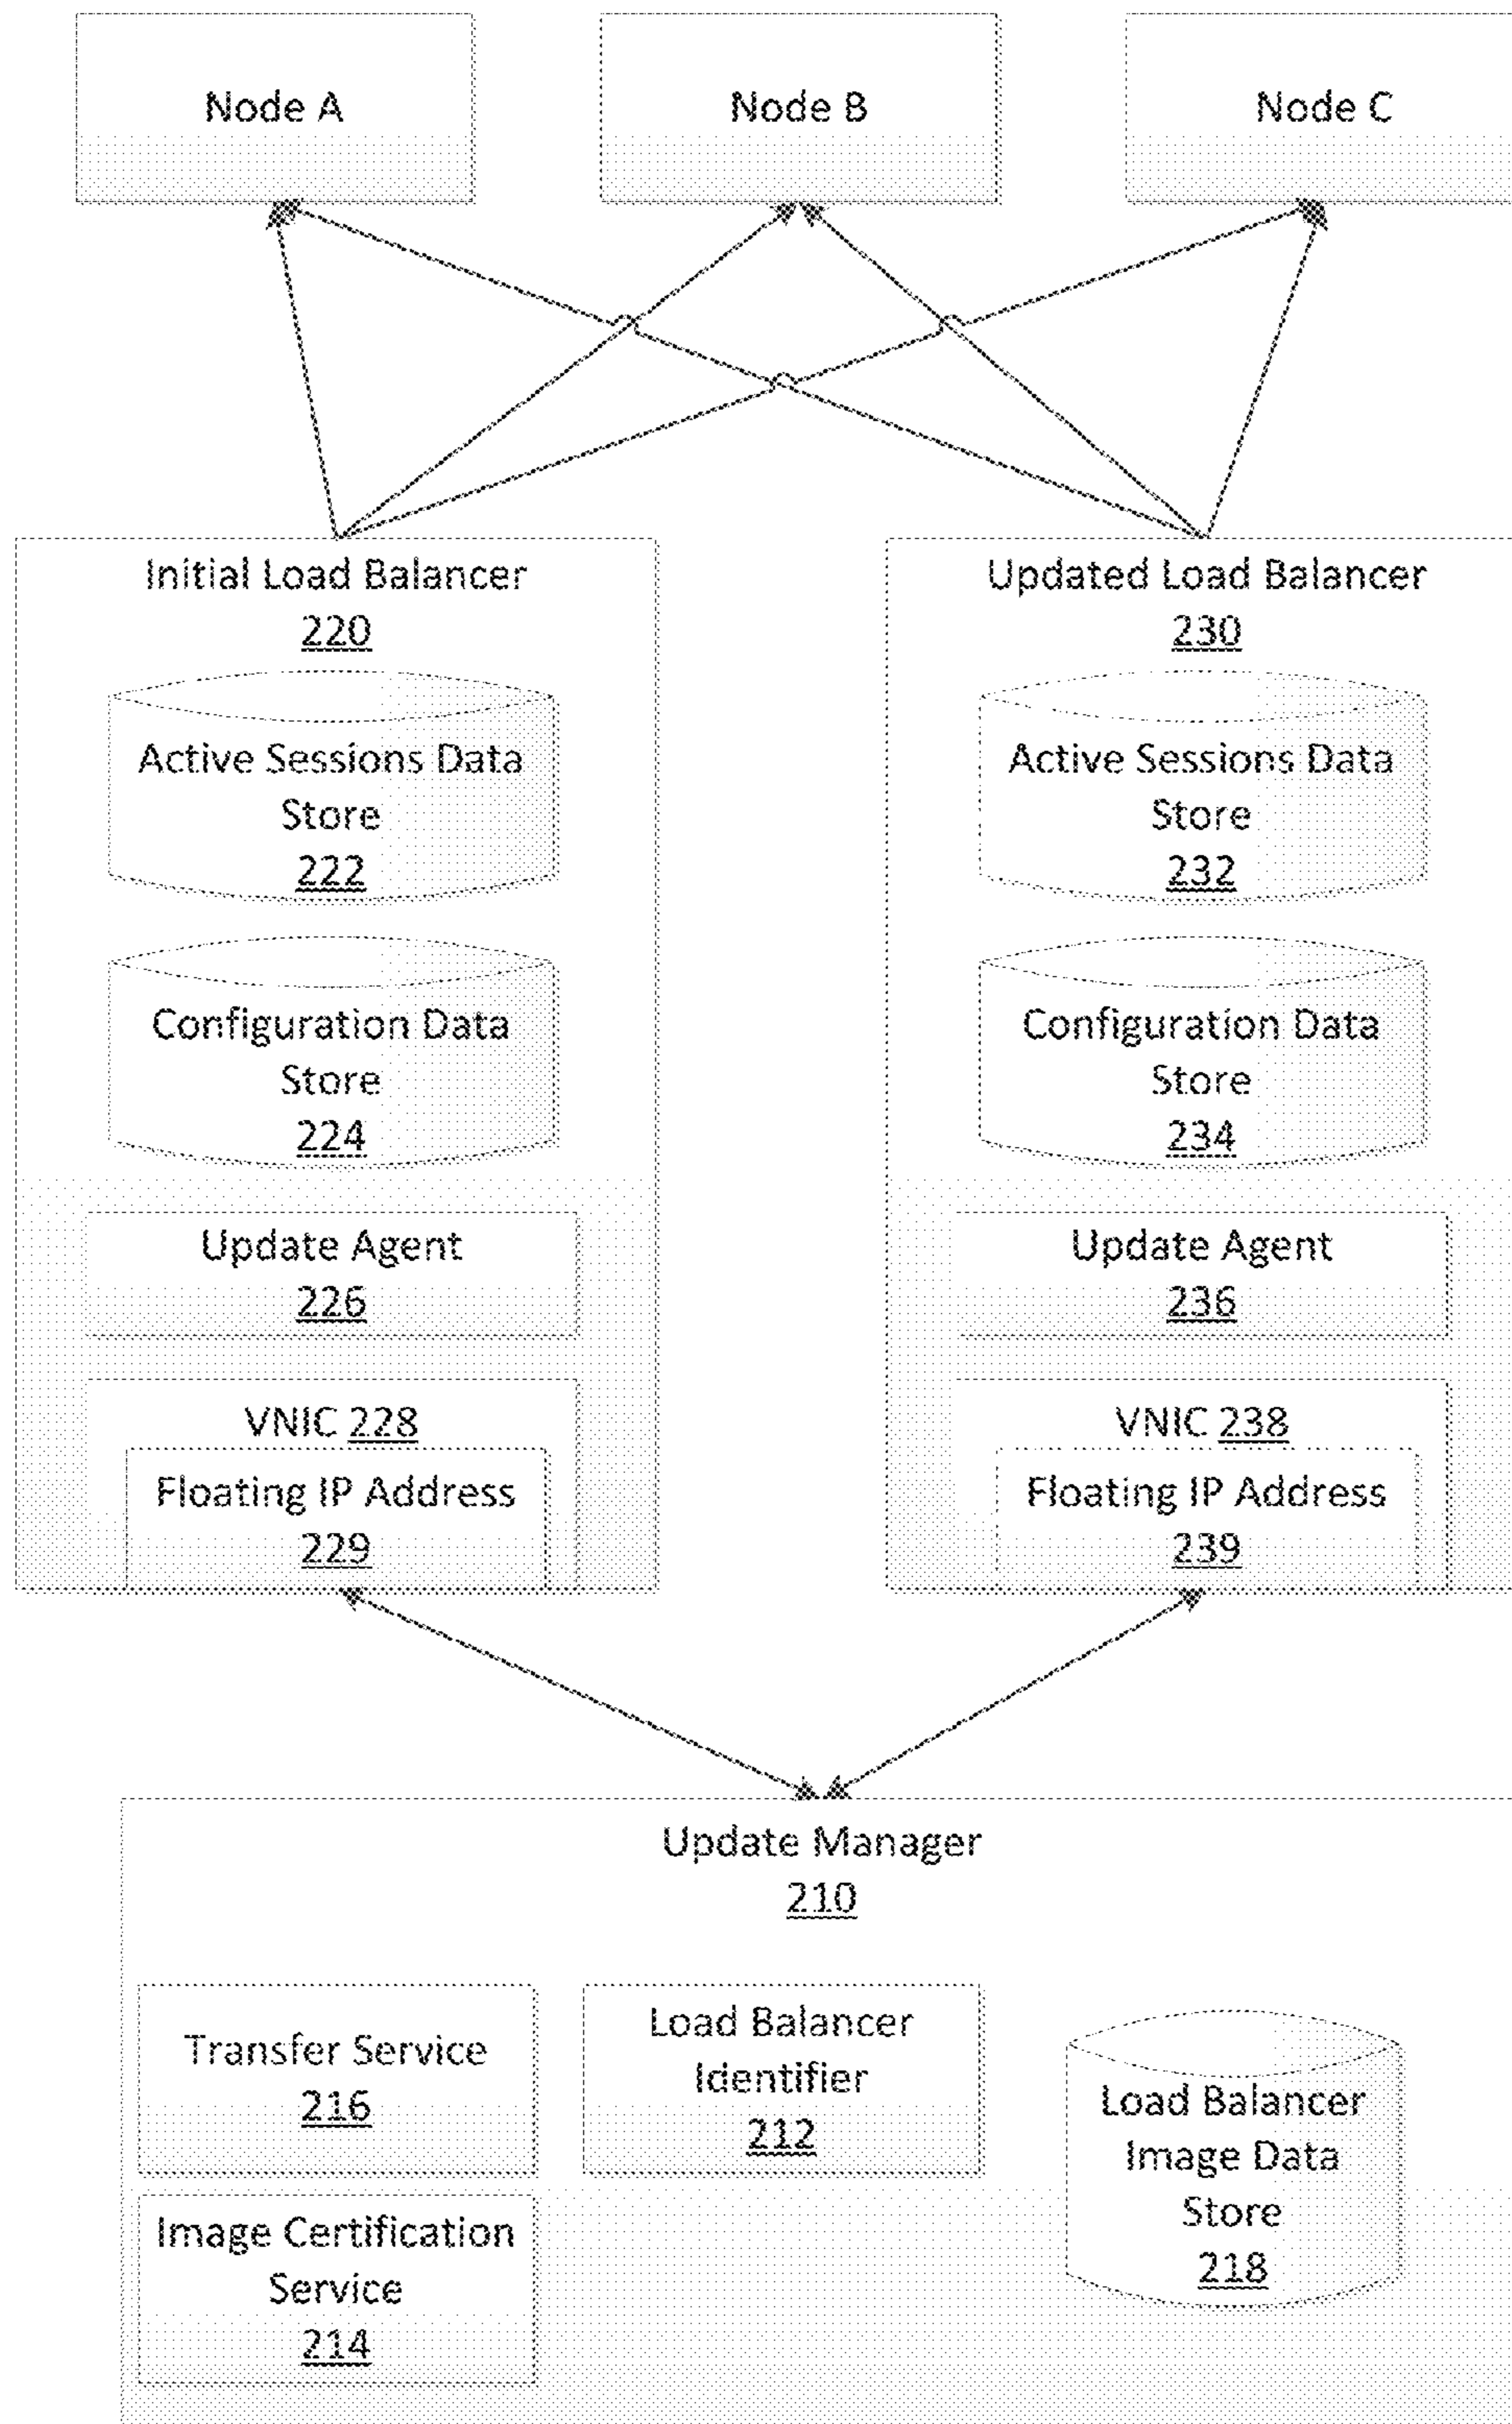 Node A
Node B
Node C
Initial Load Balancer
220
Active Sessions Data
Store
222
Configuration Data
Store
224
Update Agent
226
VNIC 228
Floating IP Address
229
Updated Load Balancer
230
Active Sessions Data
Store
232
Configuration Data
Store
234
Update Agent
236
VNIC 238
Floating IP Address
239
Update Manager
210
Transfer Service
216
Load Balancer
Identifier
212
Load Balancer
Image Data
Store
218
Image Certification
Service
214